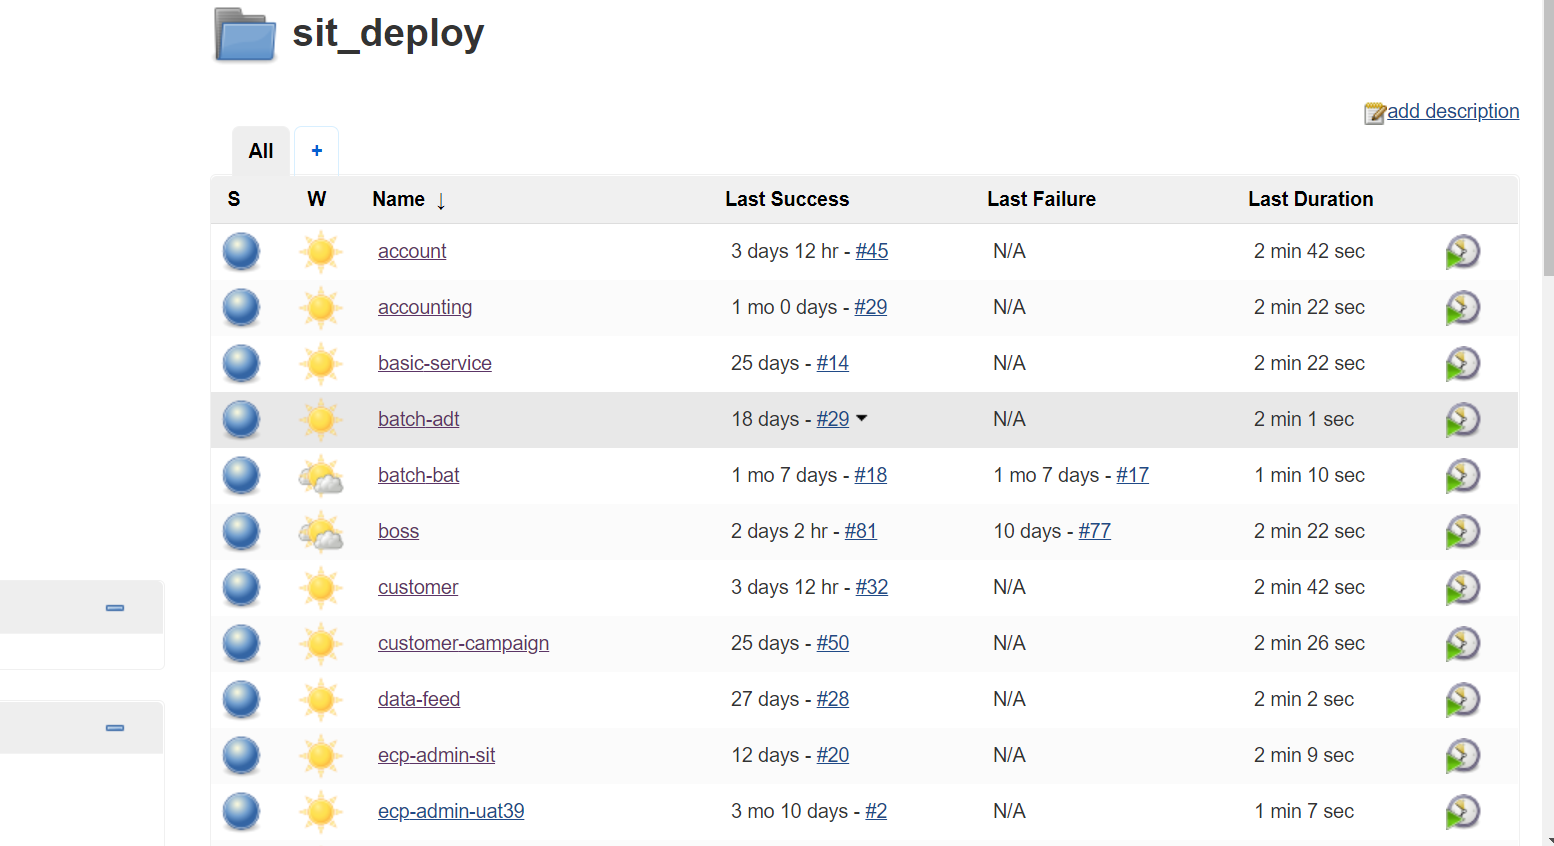 sit_deploy
add description
All +
S W Name ↓ Last Success Last Failure Last Duration
account 3 days 12 hr - #45 N/A 2 min 42 sec
accounting 1 mo 0 days - #29 N/A 2 min 22 sec
basic-service 25 days - #14 N/A 2 min 22 sec
batch-adt 18 days - #29 N/A 2 min 1 sec
batch-bat 1 mo 7 days - #18 1 mo 7 days - #17 1 min 10 sec
boss 2 days 2 hr - #81 10 days - #77 2 min 22 sec
customer 3 days 12 hr - #32 N/A 2 min 42 sec
customer-campaign 25 days - #50 N/A 2 min 26 sec
data-feed 27 days - #28 N/A 2 min 2 sec
ecp-admin-sit 12 days - #20 N/A 2 min 9 sec
ecp-admin-uat39 3 mo 10 days - #2 N/A 1 min 7 sec